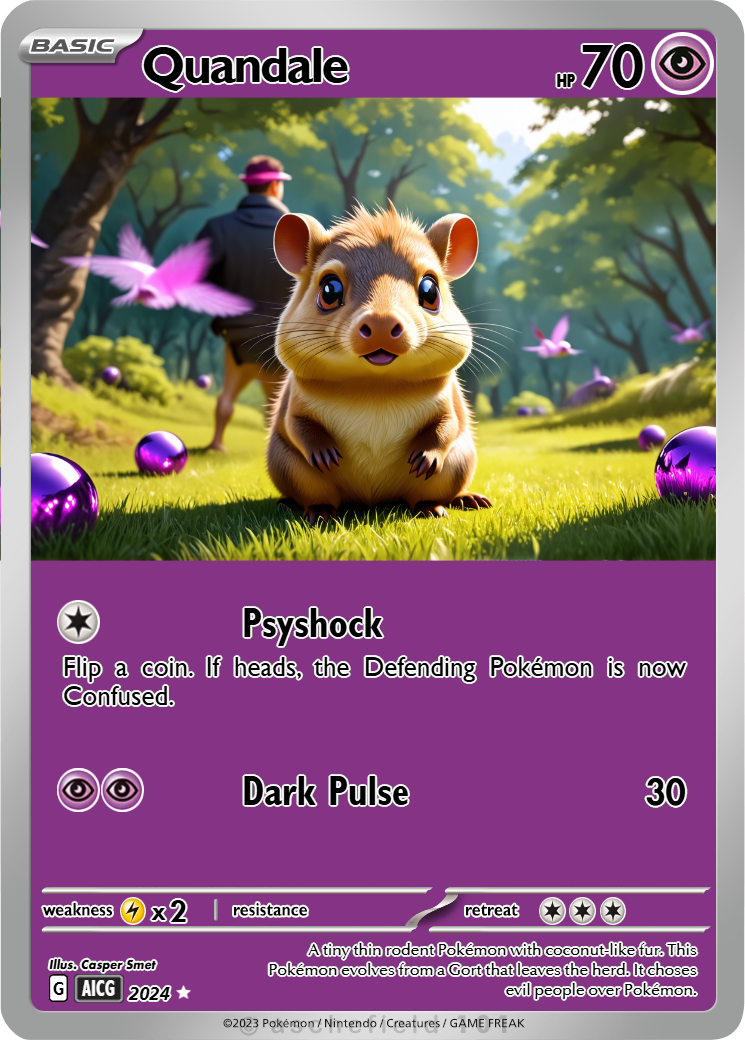 BASIC
Quandale
HP 70
Psyshock
Flip a coin. If heads, the Defending Pokémon is now
Confused.
Dark Pulse 30
weakness x2 resistance retreat
A tiny thin rodent Pokémon with coconut-like fur. This
Pokémon evolves from a Gort that leaves the herd. It choses
evil people over Pokémon.
Illus. Casper Smet
G AICG 2024
©2023 Pokémon / Nintendo / Creatures / GAME FREAK